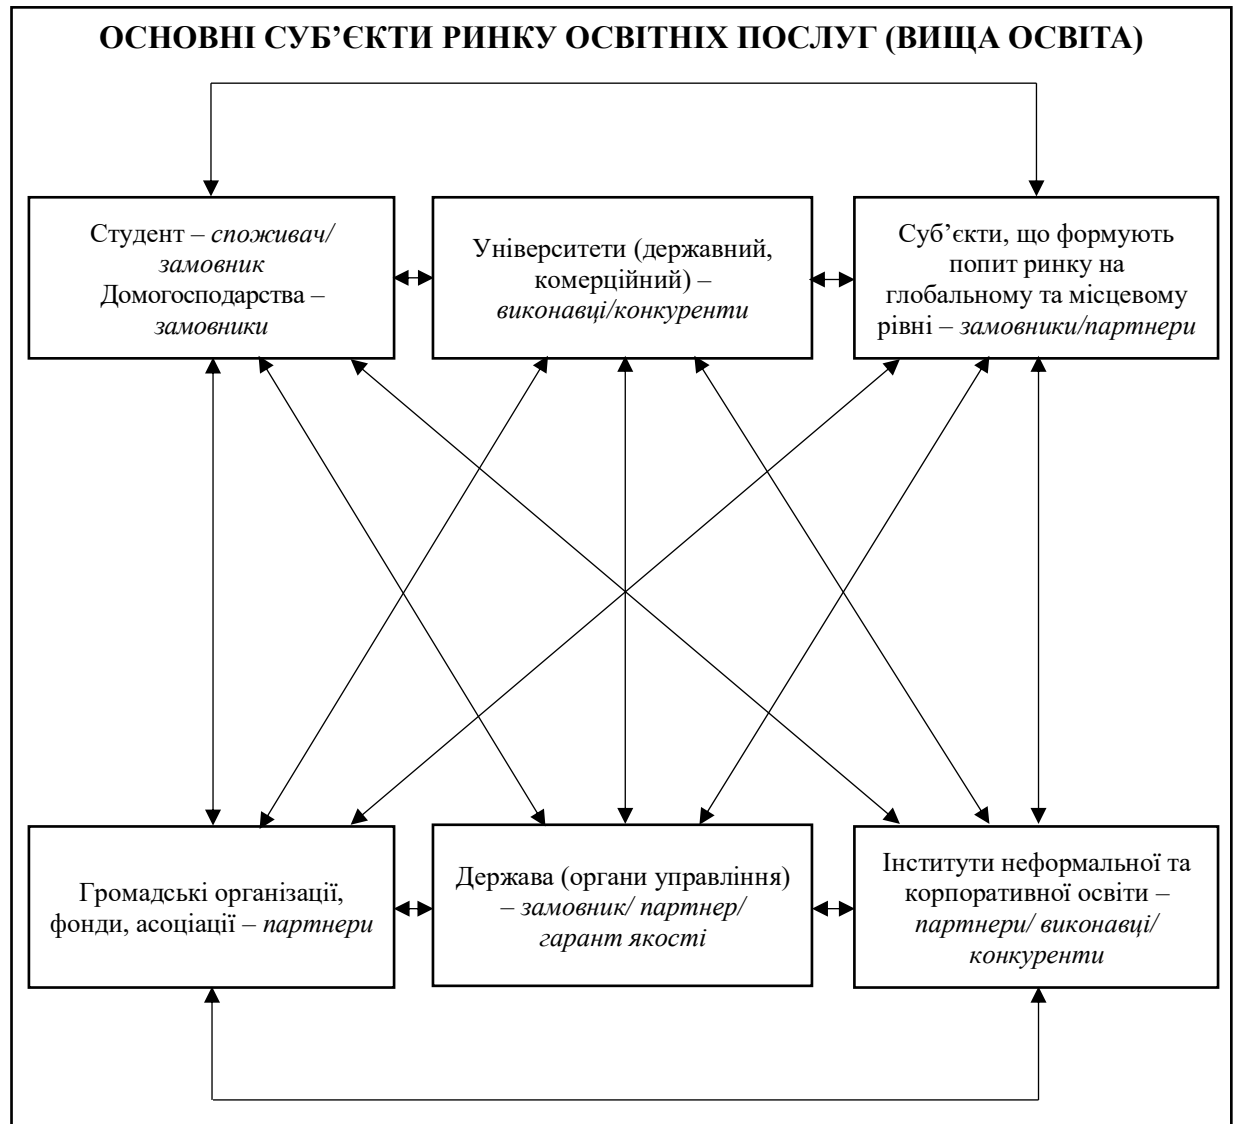 ОСНОВНІ СУБ’ЄКТИ РИНКУ ОСВІТНІХ ПОСЛУГ (ВИЩА ОСВІТА)
Студент – споживач/
замовник
Домогосподарства –
замовники
Університети (державний,
комерційний) –
виконавці/конкуренти
Суб’єкти, що формують
попит ринку на
глобальному та місцевому
рівні – замовники/партнери
Громадські організації,
фонди, асоціації – партнери
Держава (органи управління)
– замовник/ партнер/
гарант якості
Інститути неформальної та
корпоративної освіти –
партнери/ виконавці/
конкуренти